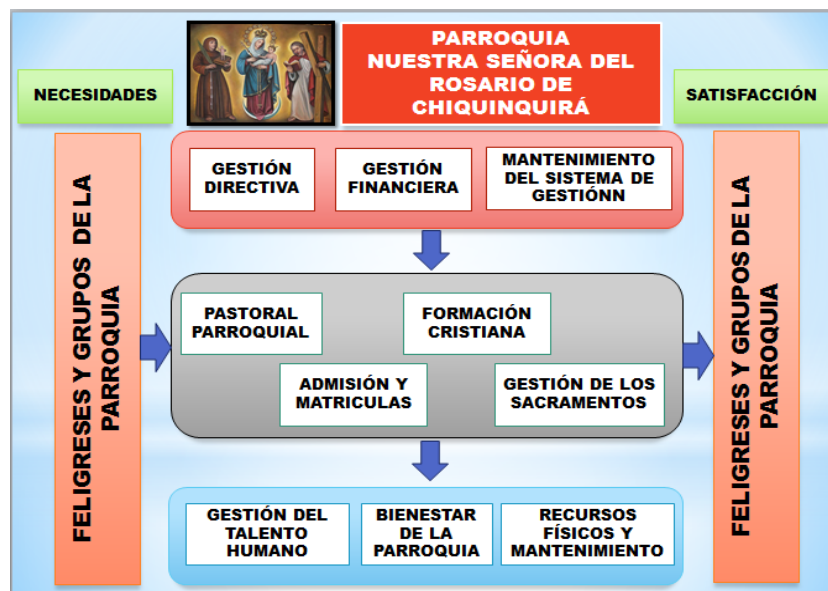 PARROQUIA
NUESTRA SEÑORA DEL
ROSARIO DE
CHIQUINQUIRÁ
NECESIDADES
SATISFACCIÓN
FELIGRESES Y GRUPOS DE LA
PARROQUIA
GESTIÓN
DIRECTIVA
GESTIÓN
FINANCIERA
MANTENIMIENTO
DEL SISTEMA DE
GESTIÓNN
PASTORAL
PARROQUIAL
FORMACIÓN
CRISTIANA
ADMISIÓN Y
MATRICULAS
GESTIÓN DE LOS
SACRAMENTOS
GESTIÓN DEL
TALENTO
HUMANO
BIENESTAR
DE LA
PARROQUIA
RECURSOS
FÍSICOS Y
MANTENIMIENTO
FELIGRESES Y GRUPOS DE LA
PARROQUIA